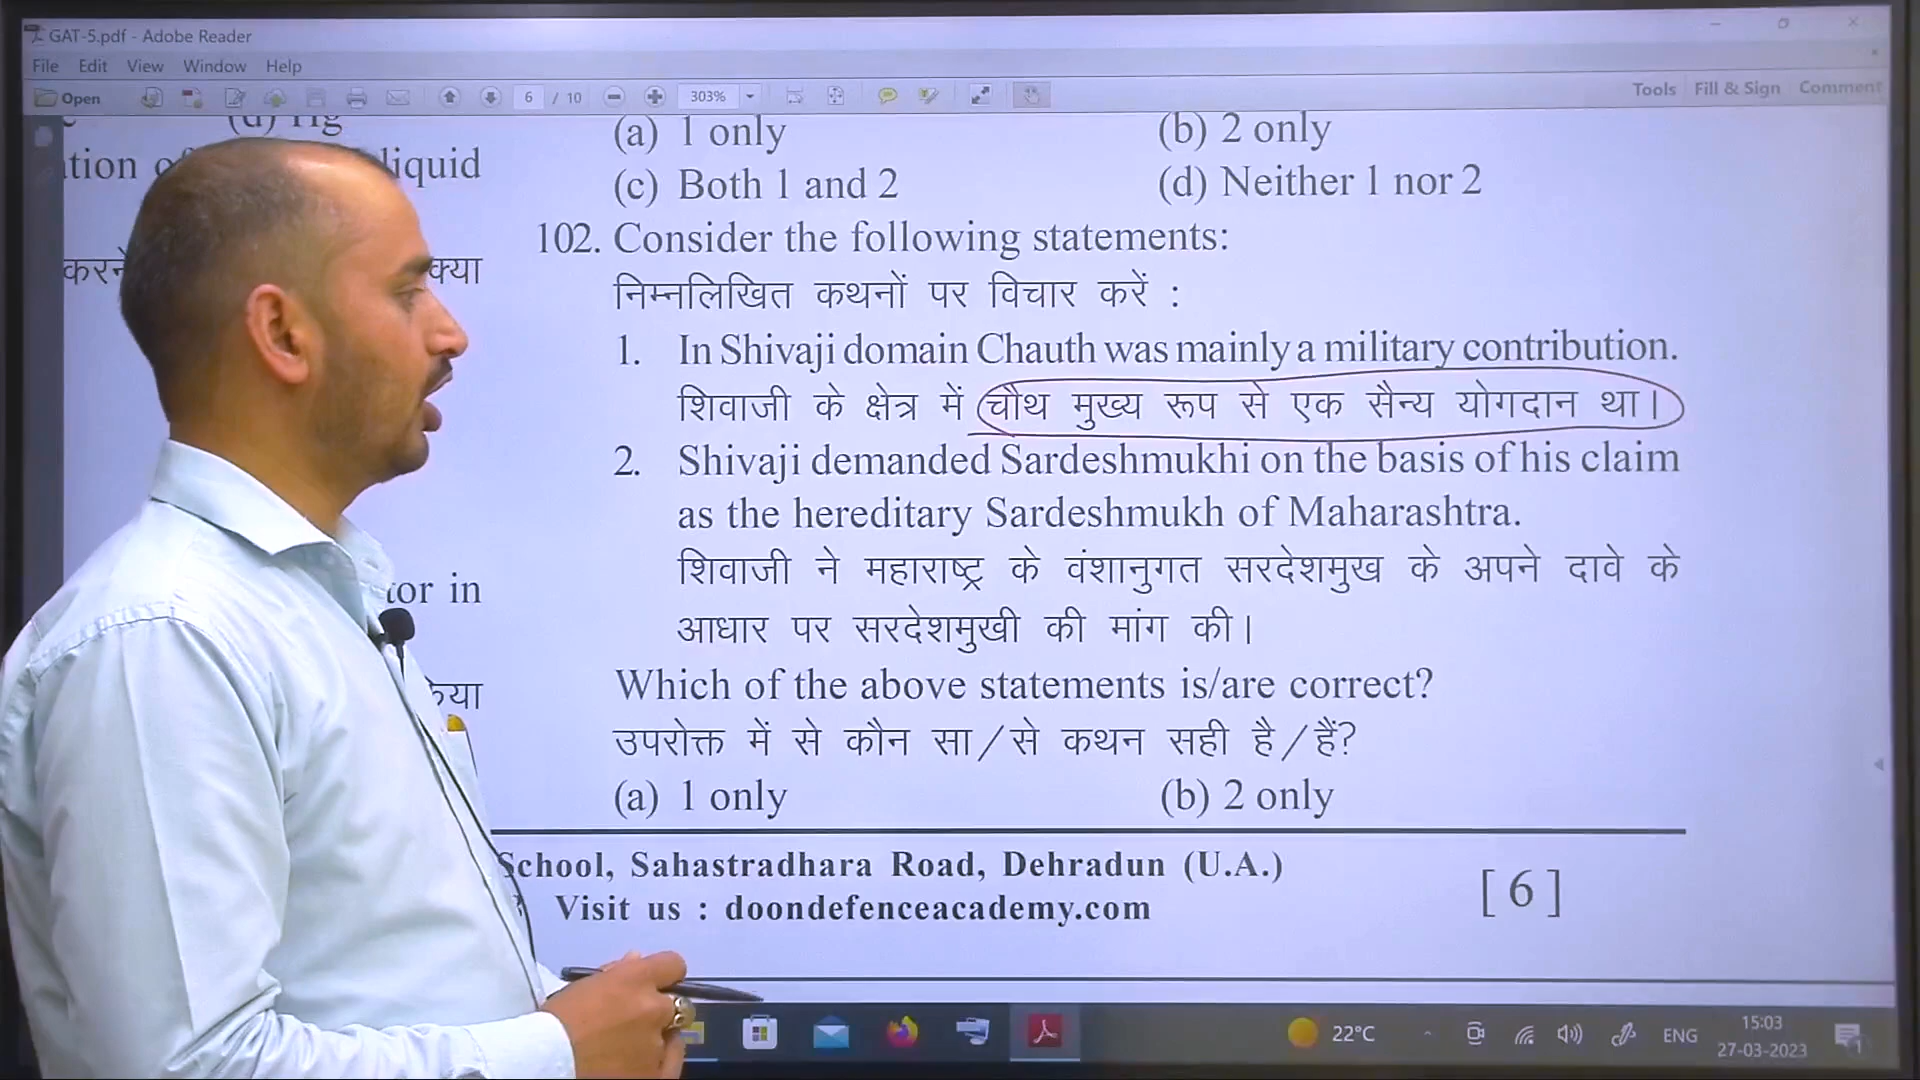 GAT-5.pdf - Adobe Reader
File Edit View Window Help
Open 6 / 10 303% Tools Fill & Sign Comment
liquid
क्या
tor in
(a) 1 only (b) 2 only
(c) Both 1 and 2 (d) Neither 1 nor 2
102. Consider the following statements:
निम्नलिखित कथनों पर विचार करें :
1. In Shivaji domain Chauth was mainly a military contribution.
शिवाजी के क्षेत्र में चौथ मुख्य रूप से एक सैन्य योगदान था।
2. Shivaji demanded Sardeshmukhi on the basis of his claim
as the hereditary Sardeshmukh of Maharashtra.
शिवाजी ने महाराष्ट्र के वंशानुगत सरदेशमुख के अपने दावे के
आधार पर सरदेशमुखी की मांग की।
Which of the above statements is/are correct?
उपरोक्त में से कौन सा/से कथन सही है/हैं?
(a) 1 only (b) 2 only
School, Sahastradhara Road, Dehradun (U.A.)
Visit us : doondefenceacademy.com
[ 6 ]
22°C ENG 15:03
27-03-2023